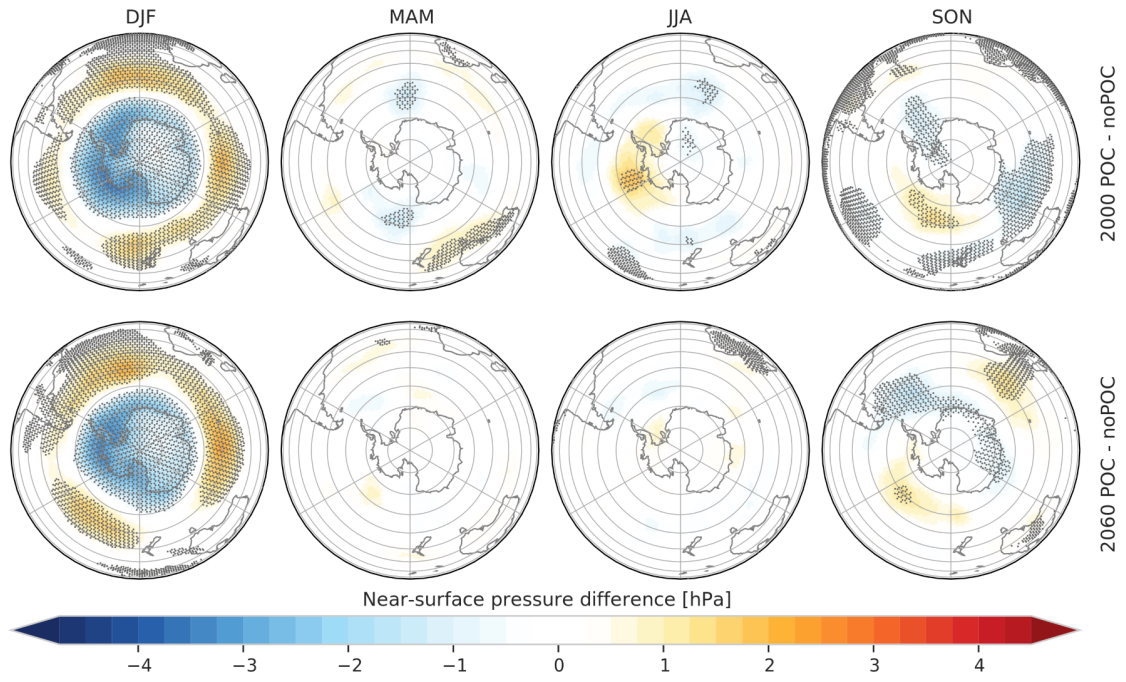 DJF MAM JJA SON
2000 POC - noPOC
2060 POC - noPOC
Near-surface pressure difference [hPa]
−4 −3 −2 −1 0 1 2 3 4